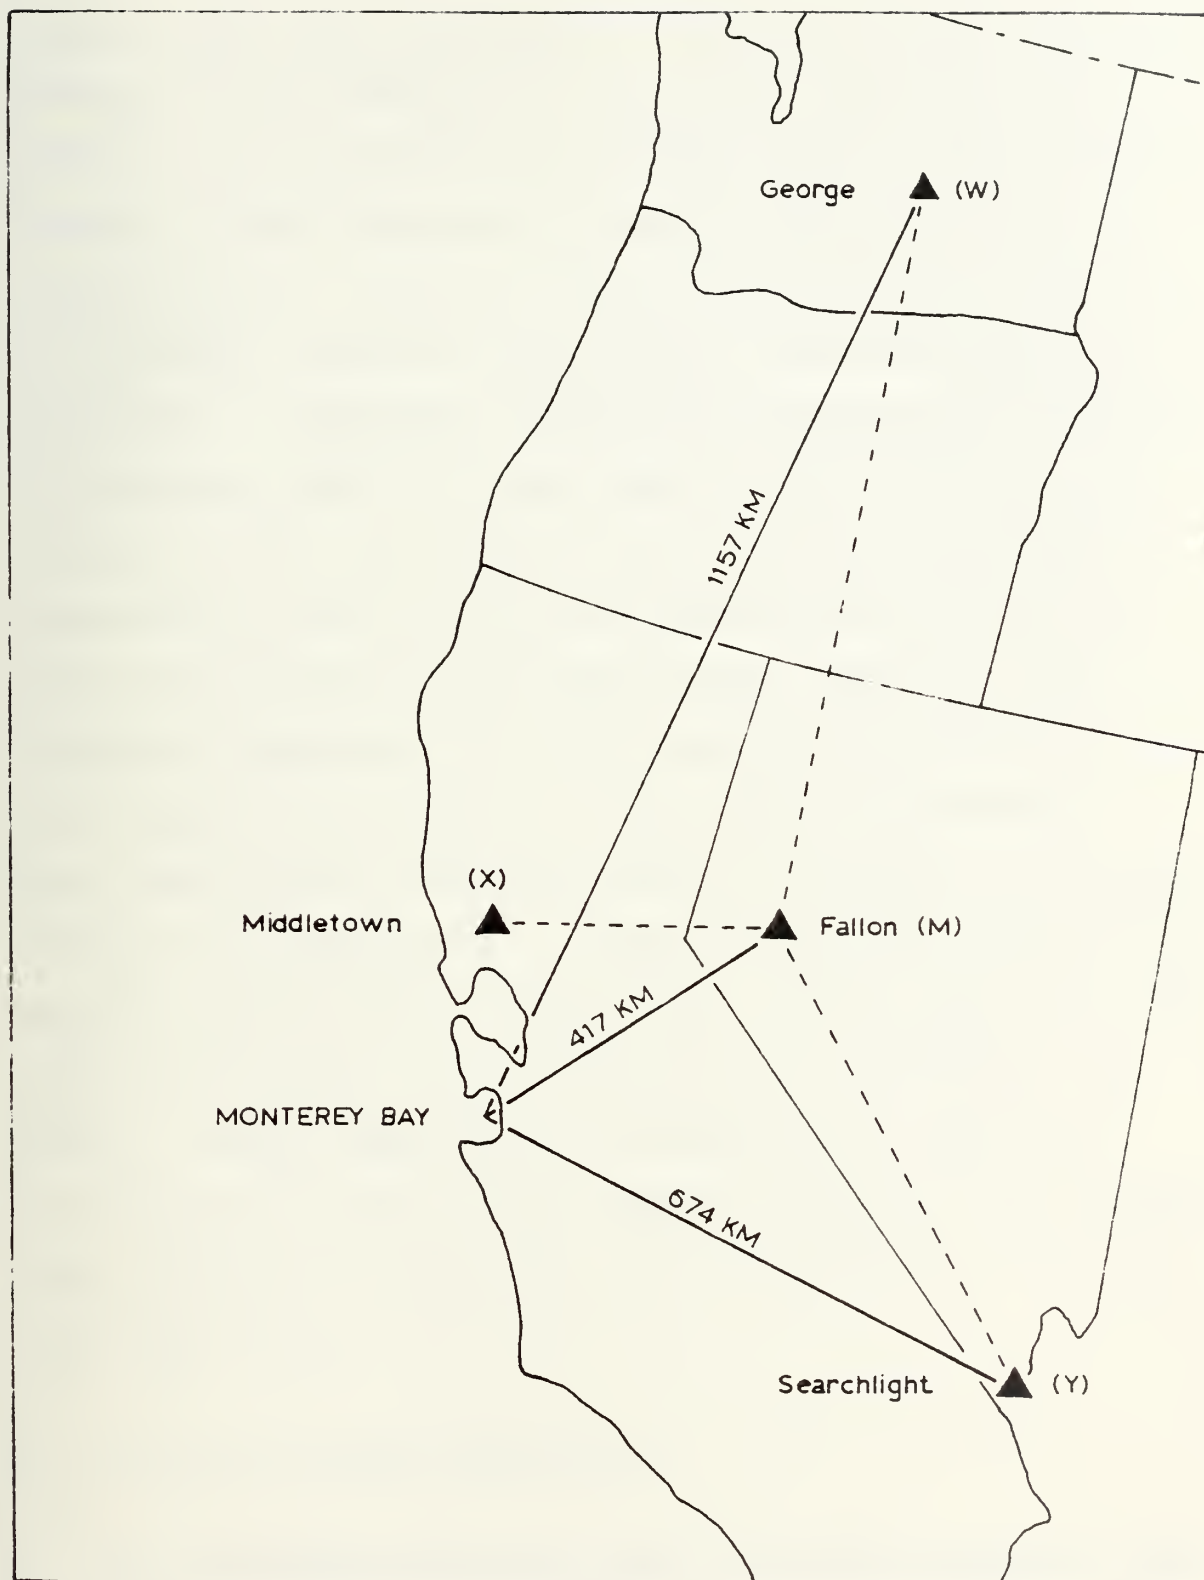 George (W)
1157 KM
(X)
Middletown
Fallon (M)
417 KM
MONTEREY BAY
674 KM
Searchlight (Y)